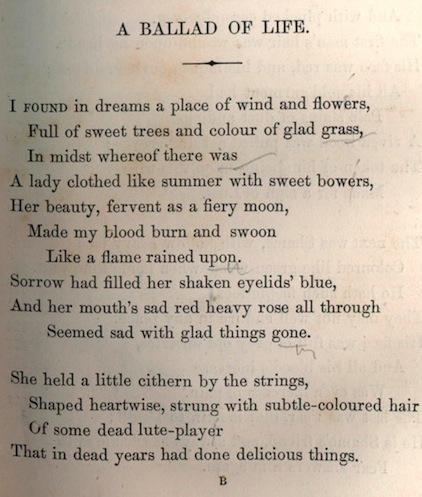 A BALLAD OF LIFE.
I FOUND in dreams a place of wind and flowers,
Full of sweet trees and colour of glad grass,
In midst whereof there was
A lady clothed like summer with sweet bowers,
Her beauty, fervent as a fiery moon,
Made my blood burn and swoon
Like a flame rained upon.
Sorrow had filled her shaken eyelids' blue,
And her mouth's sad red heavy rose all through
Seemed sad with glad things gone.
She held a little cithern by the strings,
Shaped heartwise, strung with subtle-coloured hair
Of some dead lute-player
That in dead years had done delicious things.
B